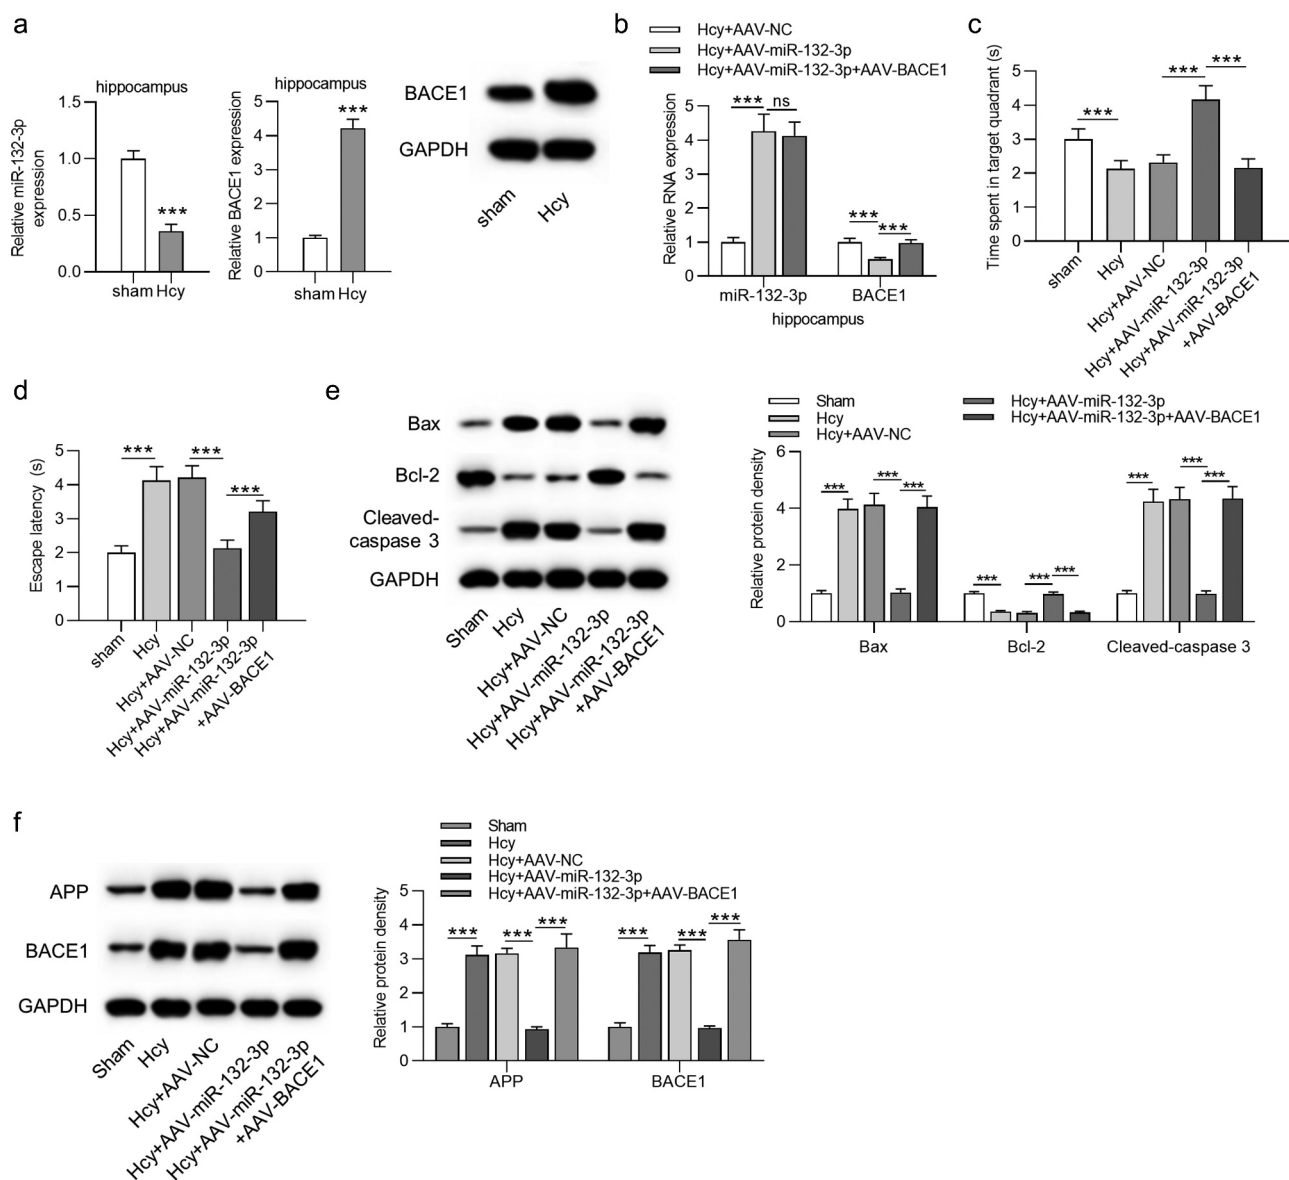 a
hippocampus
Relative miR-132-3p
expression
1.5
1.0
0.5
0.0
***
sham Hcy
hippocampus
Relative BACE1 expression
5
4
3
2
1
0
***
sham Hcy
BACE1
GAPDH
sham
Hcy
b
Hcy+AAV-NC
Hcy+AAV-miR-132-3p
Hcy+AAV-miR-132-3p+AAV-BACE1
Relative RNA expression
5
4
3
2
1
0
*** ns
***
***
miR-132-3p BACE1
hippocampus
c
Time spent in target quadrant (s)
5
4
3
2
1
0
***
*** ***
sham
Hcy
Hcy+AAV-NC
Hcy+AAV-miR-132-3p
Hcy+AAV-miR-132-3p
+AAV-BACE1
d
Escape latency (s)
5
4
3
2
1
0
*** ***
***
sham
Hcy
Hcy+AAV-NC
Hcy+AAV-miR-132-3p
Hcy+AAV-miR-132-3p
+AAV-BACE1
e
Bax
Bcl-2
Cleaved-
caspase 3
GAPDH
Sham
Hcy
Hcy+AAV-NC
Hcy+AAV-miR-132-3p
Hcy+AAV-miR-132-3p
+AAV-BACE1
Sham
Hcy
Hcy+AAV-NC
Hcy+AAV-miR-132-3p
Hcy+AAV-miR-132-3p+AAV-BACE1
Relative protein density
6
4
2
0
***
***
***
***
***
***
***
***
***
Bax Bcl-2 Cleaved-caspase 3
f
APP
BACE1
GAPDH
Sham
Hcy
Hcy+AAV-NC
Hcy+AAV-miR-132-3p
Hcy+AAV-miR-132-3p
+AAV-BACE1
Sham
Hcy
Hcy+AAV-NC
Hcy+AAV-miR-132-3p
Hcy+AAV-miR-132-3p+AAV-BACE1
Relative protein density
5
4
3
2
1
0
***
***
***
***
***
***
APP BACE1